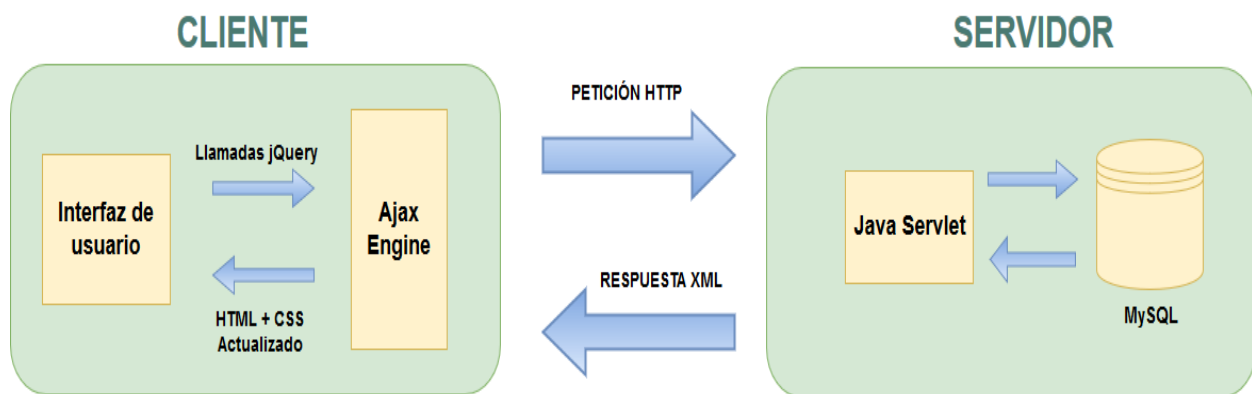 CLIENTE
Interfaz de
usuario
Llamadas jQuery
HTML + CSS
Actualizado
Ajax
Engine
PETICIÓN HTTP
RESPUESTA XML
SERVIDOR
Java Servlet
MySQL